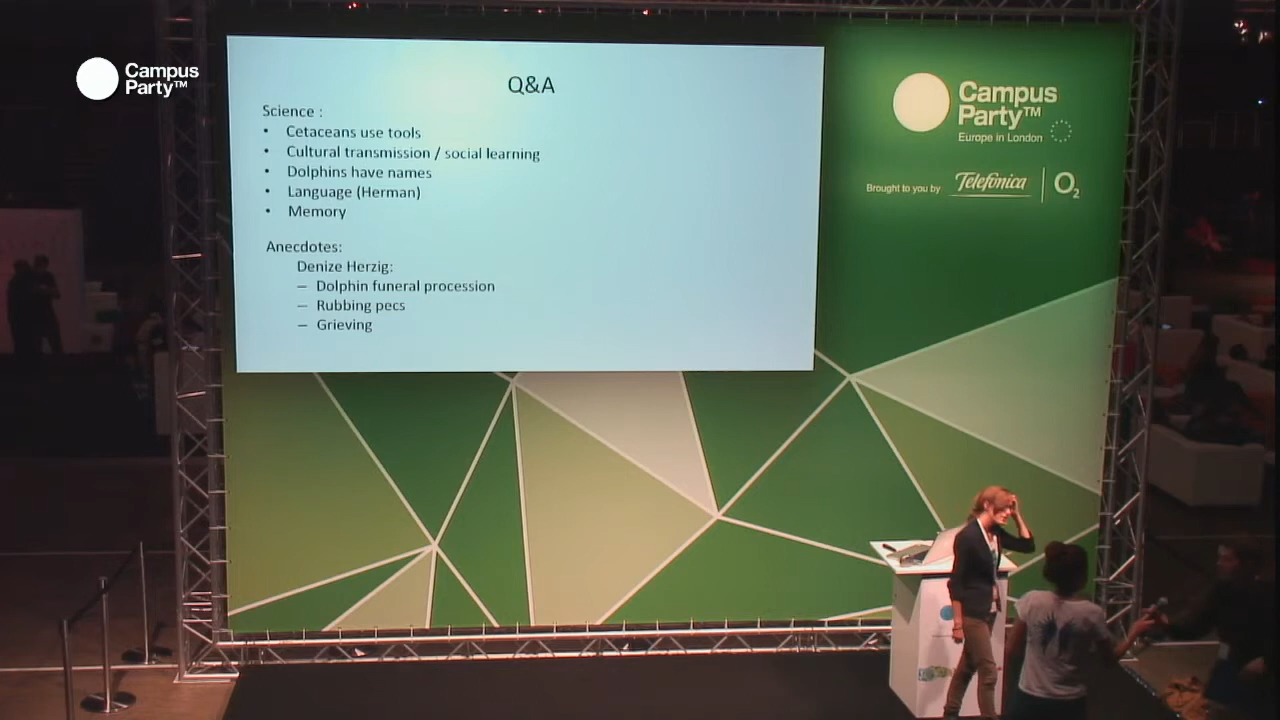 Campus
Party™
Q&A
Science :
• Cetaceans use tools
• Cultural transmission / social learning
• Dolphins have names
• Language (Herman)
• Memory
Anecdotes:
Denize Herzig:
– Dolphin funeral procession
– Rubbing pecs
– Grieving
Campus
Party™
Europe in London
Brought to you by Telefónica O2